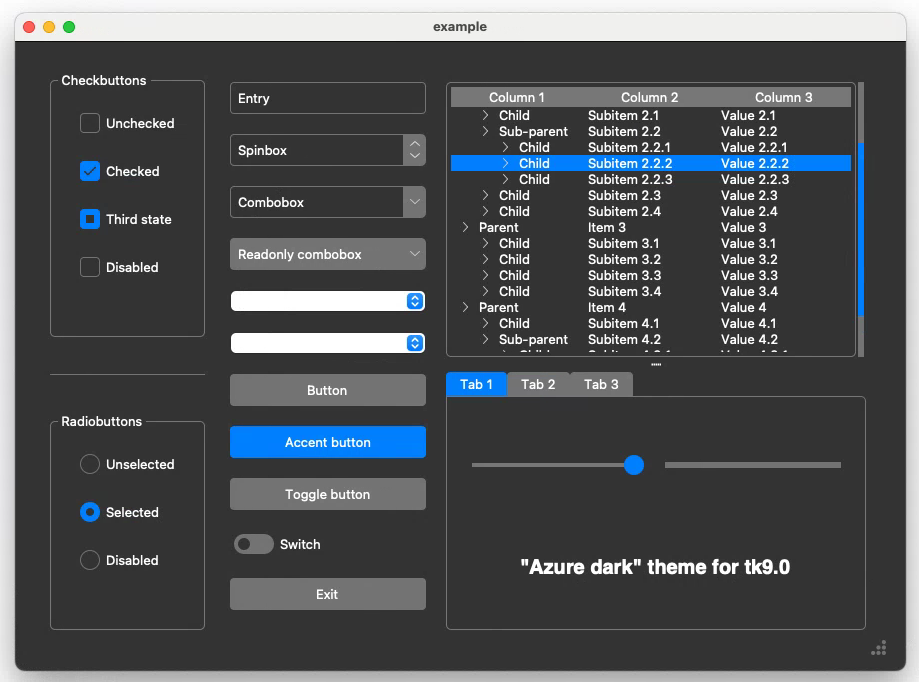 example
Checkbuttons
Unchecked
Checked
Third state
Disabled
Radiobuttons
Unselected
Selected
Disabled
Entry
Spinbox
Combobox
Readonly combobox
Button
Accent button
Toggle button
Switch
Exit
Column 1 Column 2 Column 3
Child Subitem 2.1 Value 2.1
Sub-parent Subitem 2.2 Value 2.2
Child Subitem 2.2.1 Value 2.2.1
Child Subitem 2.2.2 Value 2.2.2
Child Subitem 2.2.3 Value 2.2.3
Child Subitem 2.3 Value 2.3
Child Subitem 2.4 Value 2.4
Parent Item 3 Value 3
Child Subitem 3.1 Value 3.1
Child Subitem 3.2 Value 3.2
Child Subitem 3.3 Value 3.3
Child Subitem 3.4 Value 3.4
Parent Item 4 Value 4
Child Subitem 4.1 Value 4.1
Sub-parent Subitem 4.2 Value 4.2
Tab 1 Tab 2 Tab 3
"Azure dark" theme for tk9.0